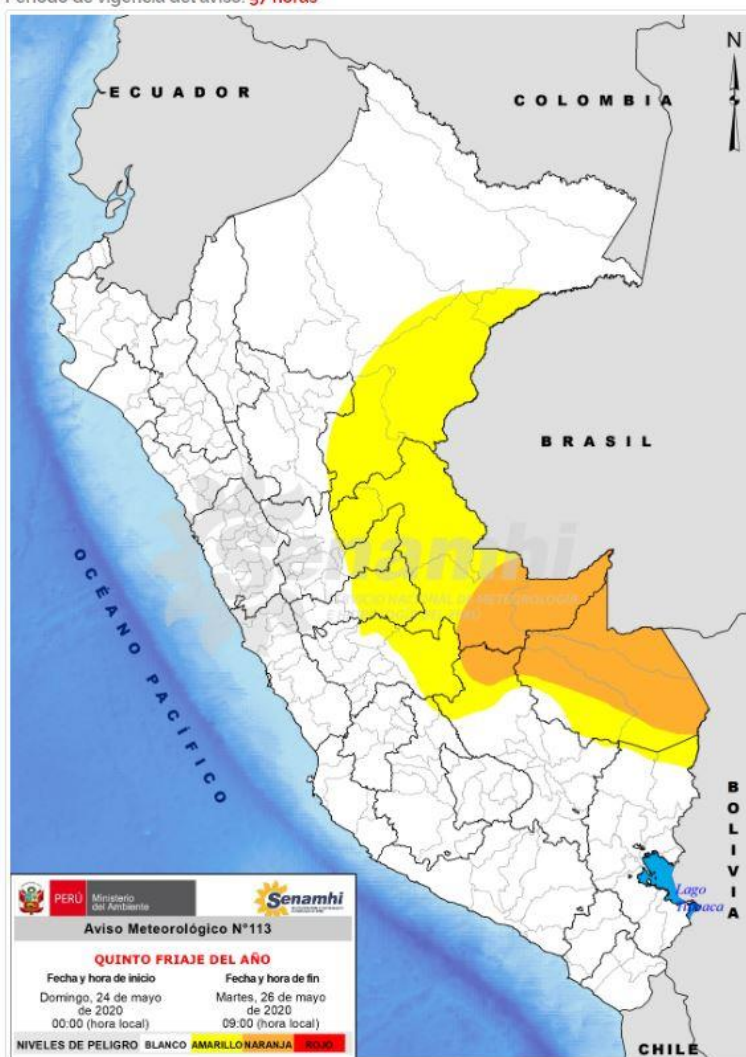 Periodo de vigencia del aviso: 57 horas
N
ECUADOR
COLOMBIA
BRASIL
Senamhi
OCÉANO PACÍFICO
BOLIVIA
Lago
CHILE
PERÚ
Ministerio
del Ambiente
Senamhi
Aviso Meteorológico N°113
QUINTO FRIAJE DEL AÑO
Fecha y hora de inicio
Domingo, 24 de mayo
de 2020
00:00 (hora local)
Fecha y hora de fin
Martes, 26 de mayo
de 2020
09:00 (hora local)
NIVELES DE PELIGRO BLANCO AMARILLO NARANJA ROJO